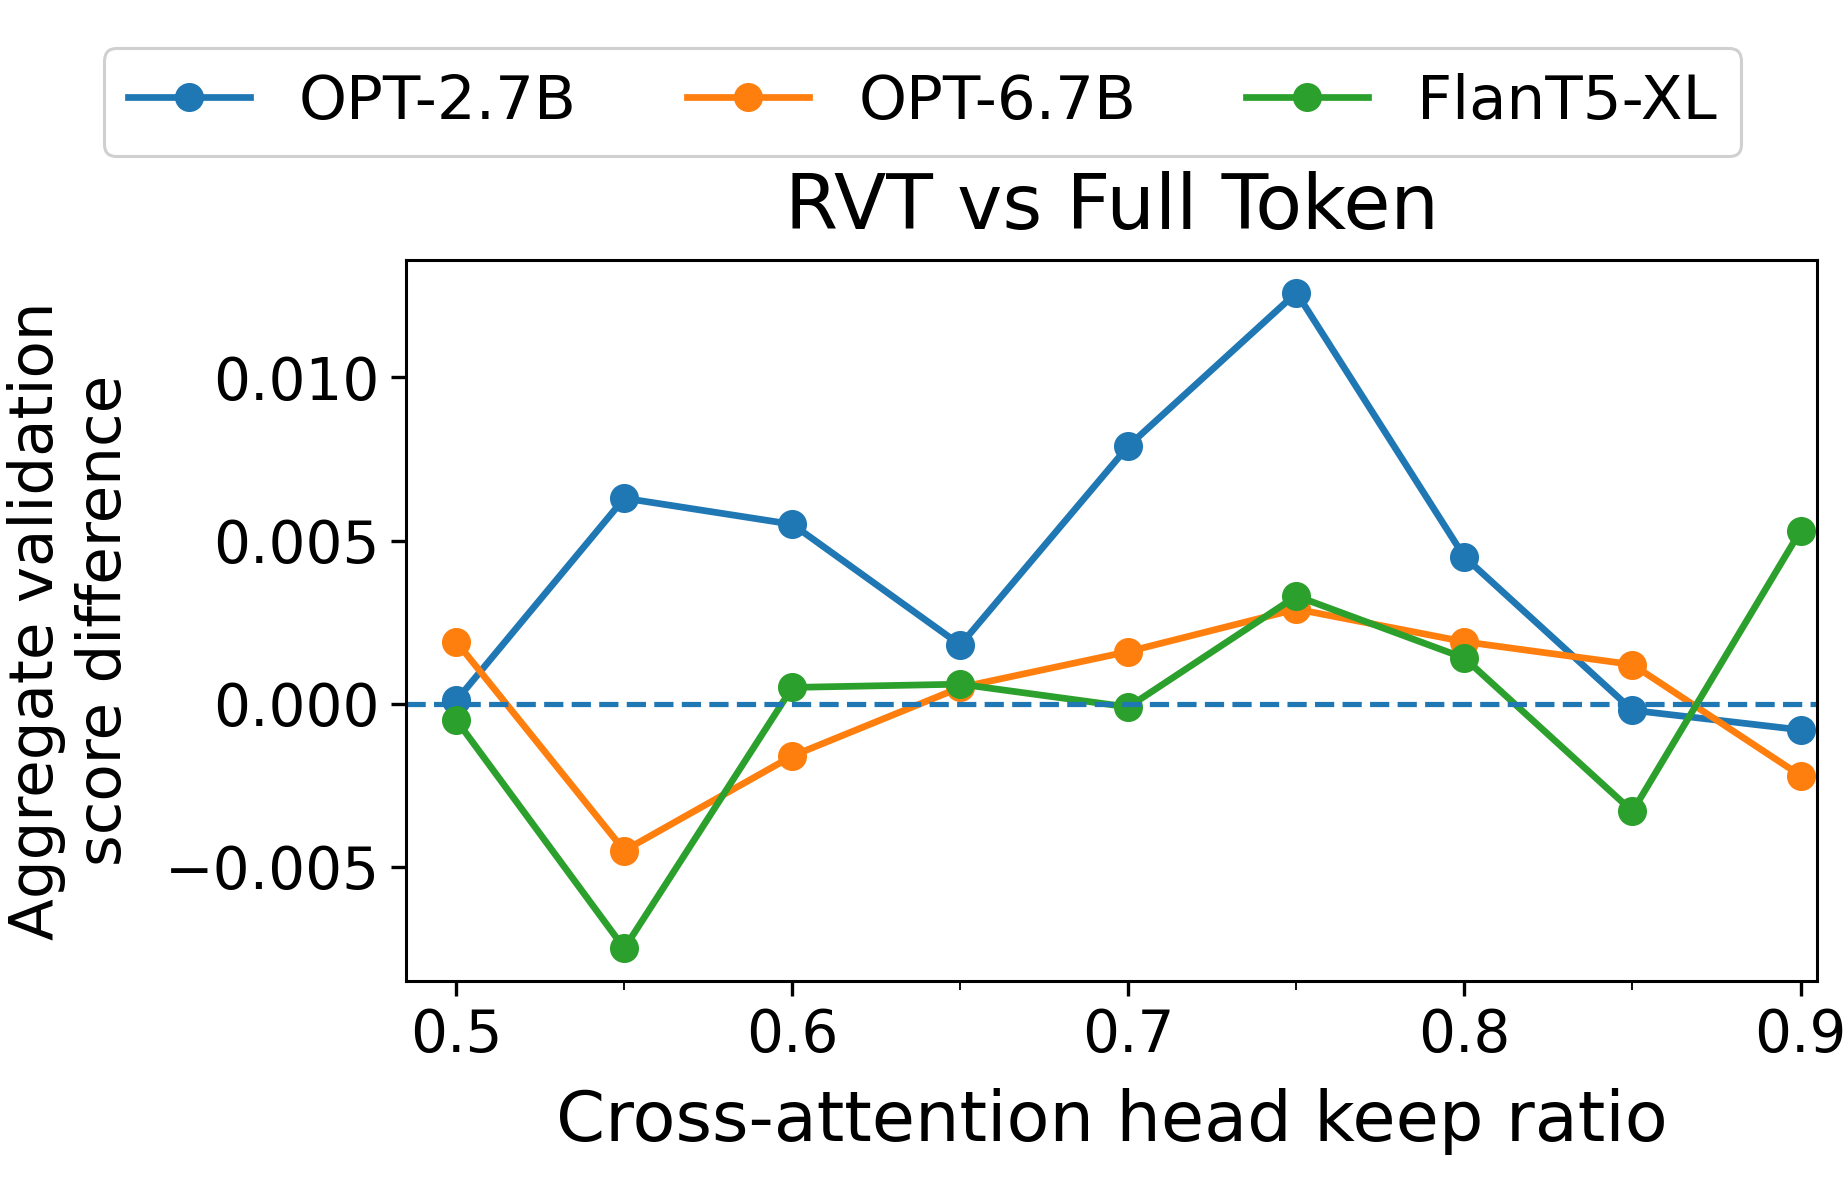 OPT-2.7B OPT-6.7B FlanT5-XL
RVT vs Full Token
Aggregate validation
score difference
0.010
0.005
0.000
−0.005
0.5 0.6 0.7 0.8 0.9
Cross-attention head keep ratio